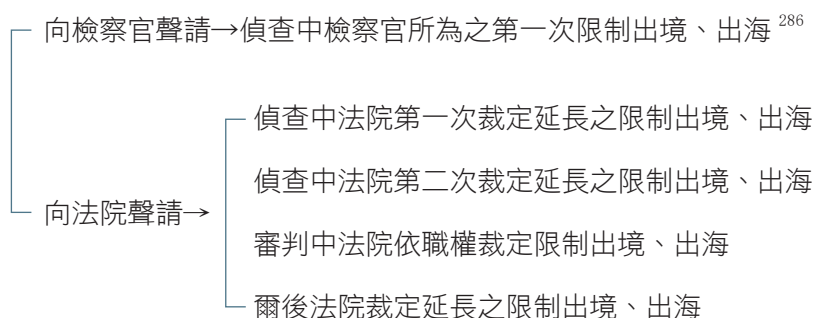 向檢察官聲請→偵查中檢察官所為之第一次限制出境、出海 286
偵查中法院第一次裁定延長之限制出境、出海
偵查中法院第二次裁定延長之限制出境、出海
向法院聲請→
審判中法院依職權裁定限制出境、出海
爾後法院裁定延長之限制出境、出海